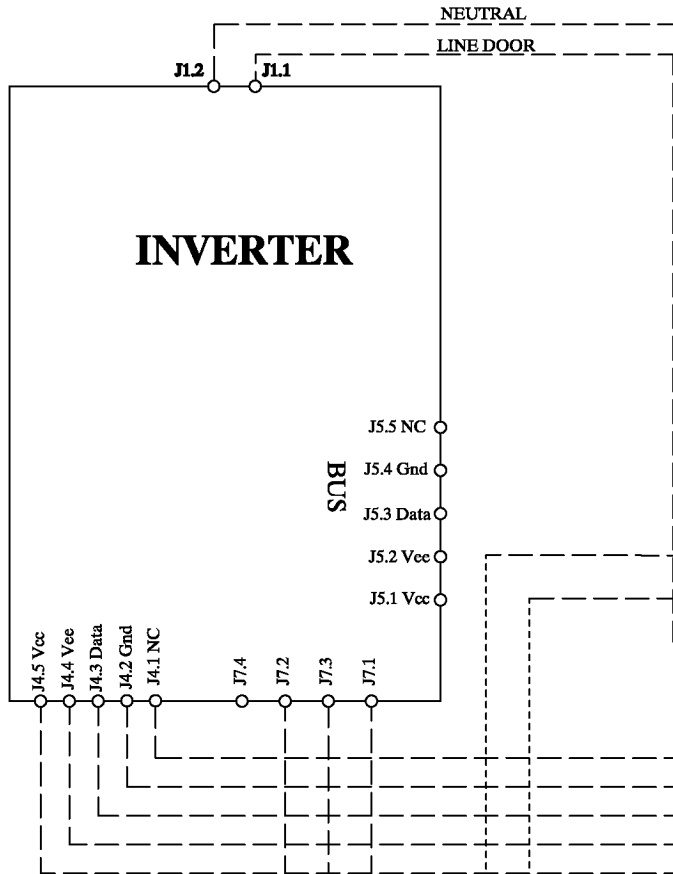 NEUTRAL
LINE DOOR
J1.2
J1.1
INVERTER
J5.5 NC
J5.4 Gnd
BUS
J5.3 Data
J5.2 Vee
J5.1 Vcc
J4.5 Vcc
J4.4 Vee
J4.3 Data
J4.2 Gnd
J4.1 NC
J7.4
J7.2
J7.3
J7.1